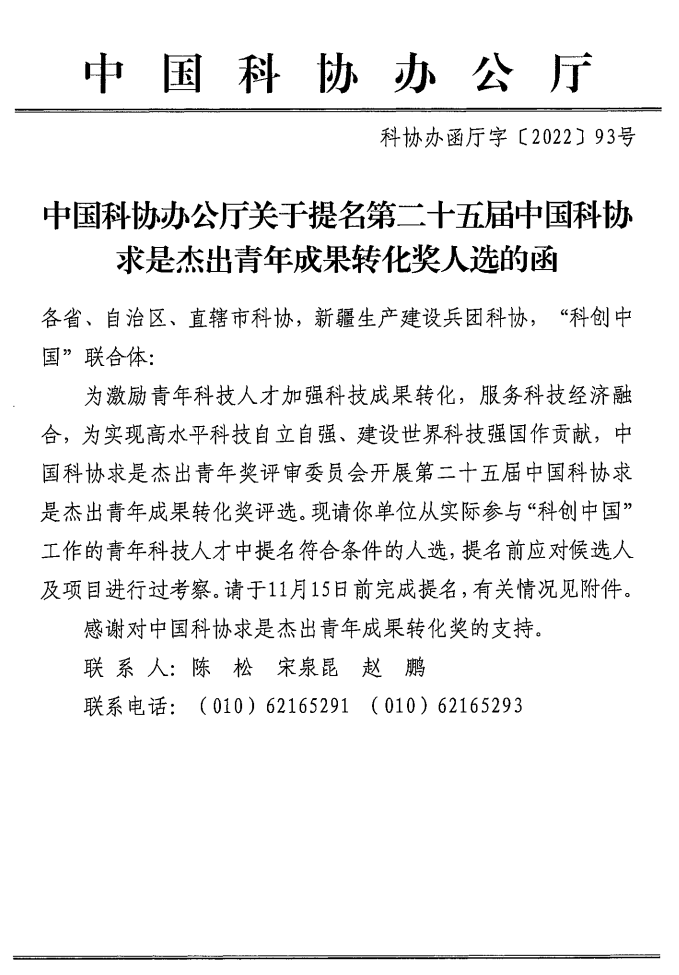 中国科协办公厅
科协办函厅字〔2022〕93号
中国科协办公厅关于提名第二十五届中国科协
求是杰出青年成果转化奖人选的函
各省、自治区、直辖市科协，新疆生产建设兵团科协，“科创中
国”联合体：
为激励青年科技人才加强科技成果转化，服务科技经济融
合，为实现高水平科技自立自强、建设世界科技强国作贡献，中
国科协求是杰出青年奖评审委员会开展第二十五届中国科协求
是杰出青年成果转化奖评选。现请你单位从实际参与“科创中国”
工作的青年科技人才中提名符合条件的人选，提名前应对候选人
及项目进行过考察。请于11月15日前完成提名，有关情况见附件。
感谢对中国科协求是杰出青年成果转化奖的支持。
联 系 人：陈 松 宋泉昆 赵 鹏
联系电话：（010）62165291 （010）62165293